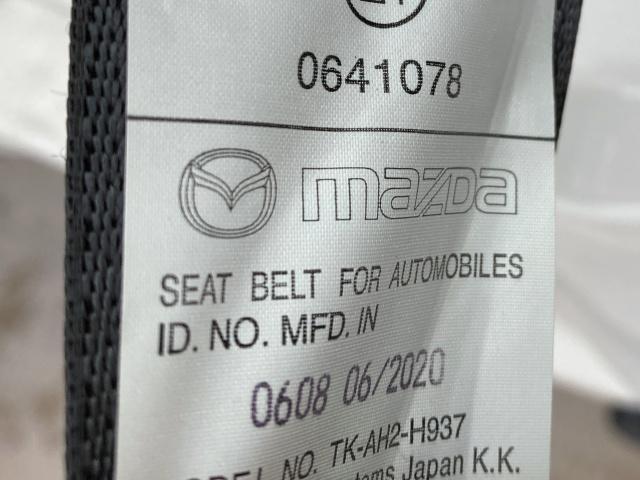 0641078
mazda
SEAT BELT FOR AUTOMOBILES
ID. NO. MFD. IN
0608 06/2020
NO. TK-AH2-H937
Japan K.K.